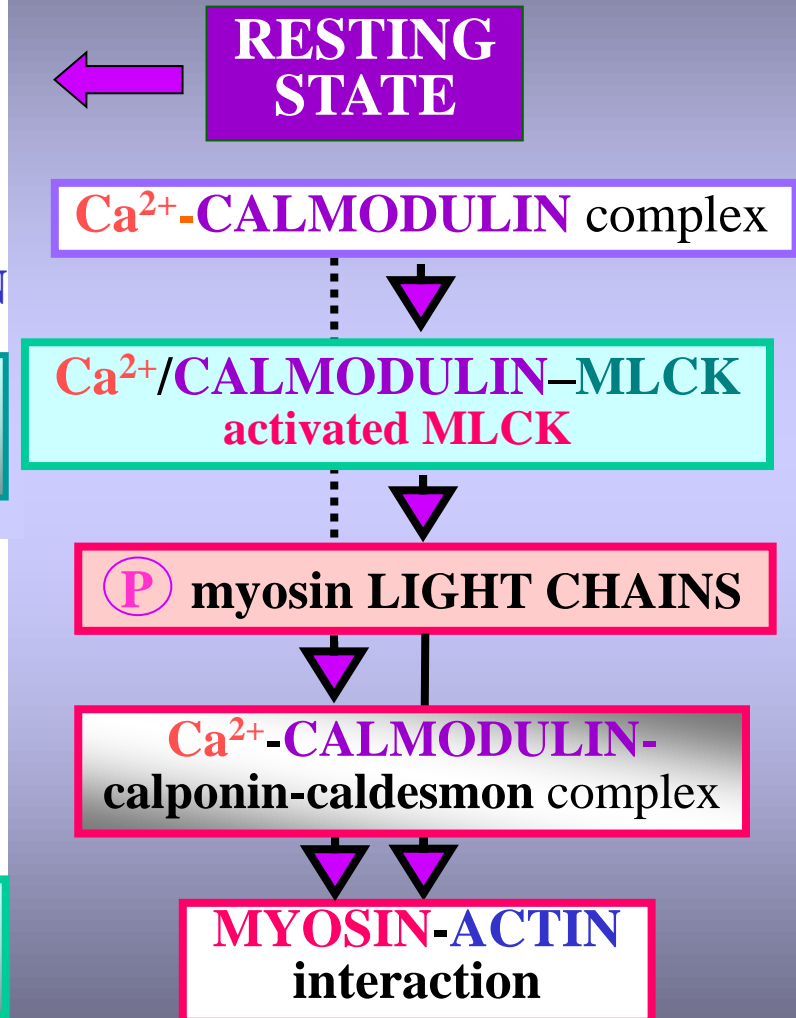 RESTING
STATE
Ca²⁺-CALMODULIN complex
N
Ca²⁺/CALMODULIN–MLCK
activated MLCK
P myosin LIGHT CHAINS
Ca²⁺-CALMODULIN-
calponin-caldesmon complex
MYOSIN-ACTIN
interaction